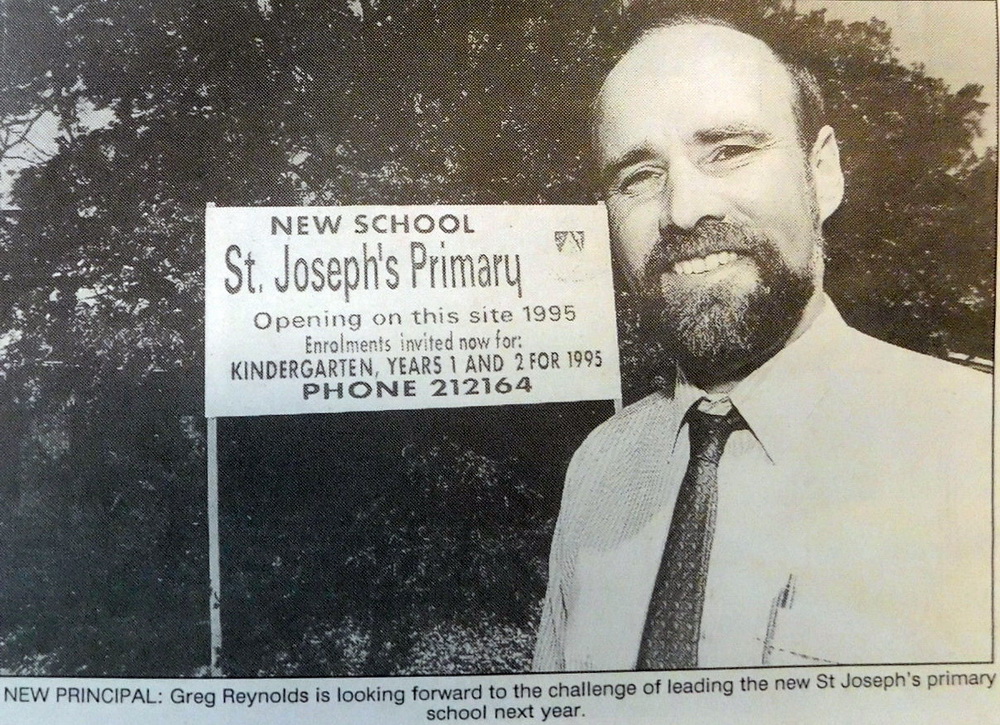 NEW SCHOOL
St. Joseph's Primary
Opening on this site 1995
Enrolments invited now for:
KINDERGARTEN, YEARS 1 AND 2 FOR 1995
PHONE 212164
NEW PRINCIPAL: Greg Reynolds is looking forward to the challenge of leading the new St Joseph's primary
school next year.